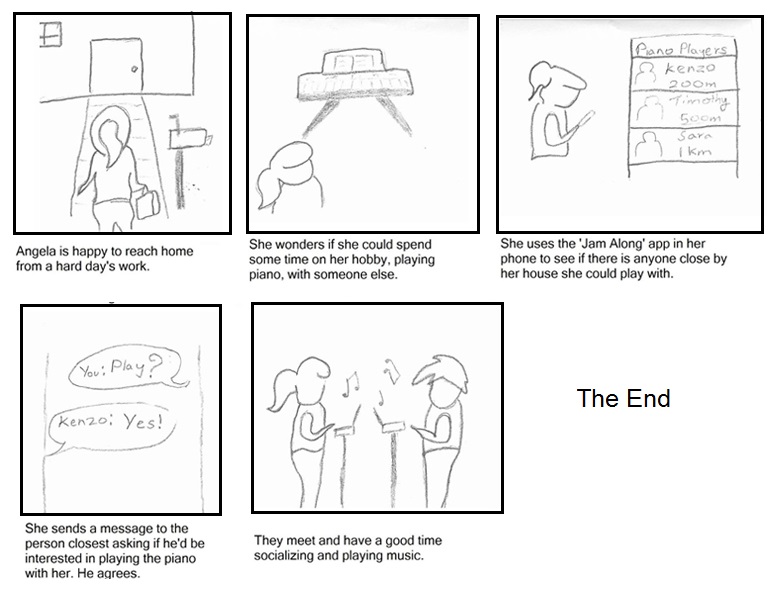 Angela is happy to reach home
from a hard day's work.
She wonders if she could spend
some time on her hobby, playing
piano, with someone else.
Piano Players
Kenzo
200m
Timothy
500m
Sara
1 km
She uses the 'Jam Along' app in her
phone to see if there is anyone close by
her house she could play with.
You: Play?
Kenzo: Yes!
She sends a message to the
person closest asking if he'd be
interested in playing the piano
with her. He agrees.
They meet and have a good time
socializing and playing music.
The End